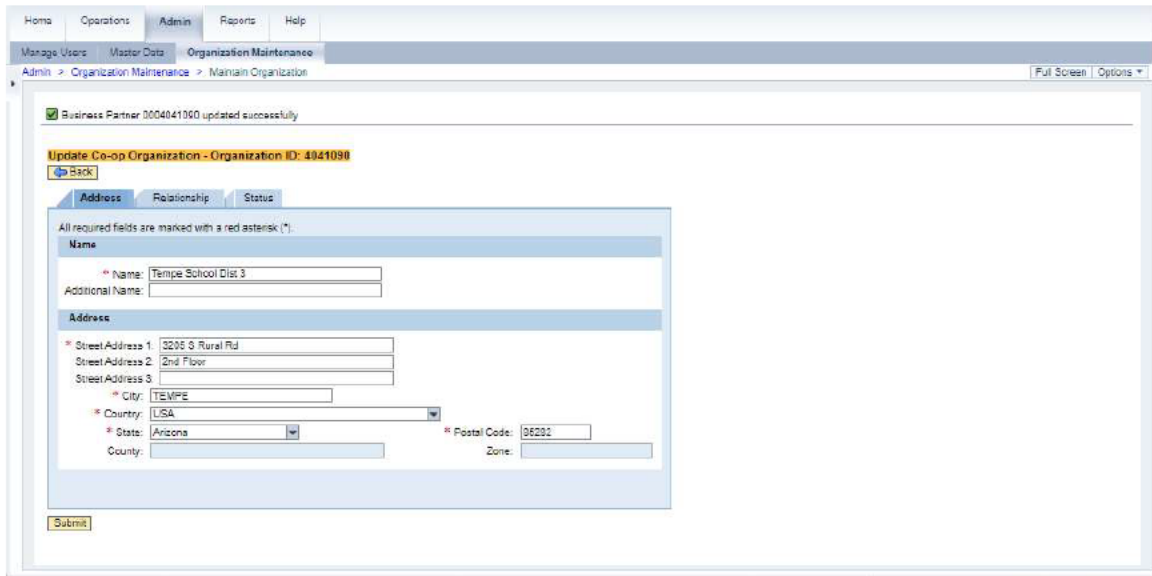 Home Operations Admin Reports Help
Manage Users Master Data Organization Maintenance
Admin > Organization Maintenance > Maintain Organization Full Screen Options
Business Partner 0004041090 updated successfully
Update Co-op Organization - Organization ID: 4041090
Back
Address Relationship Status
All required fields are marked with a red asterisk (*).
Name
* Name: Tempe School Dist 3
Additional Name:
Address
* Street Address 1: 3205 S Rural Rd
Street Address 2: 2nd Floor
Street Address 3:
* City: TEMPE
* Country: USA
* State: Arizona * Postal Code: 85282
County: Zone:
Submit